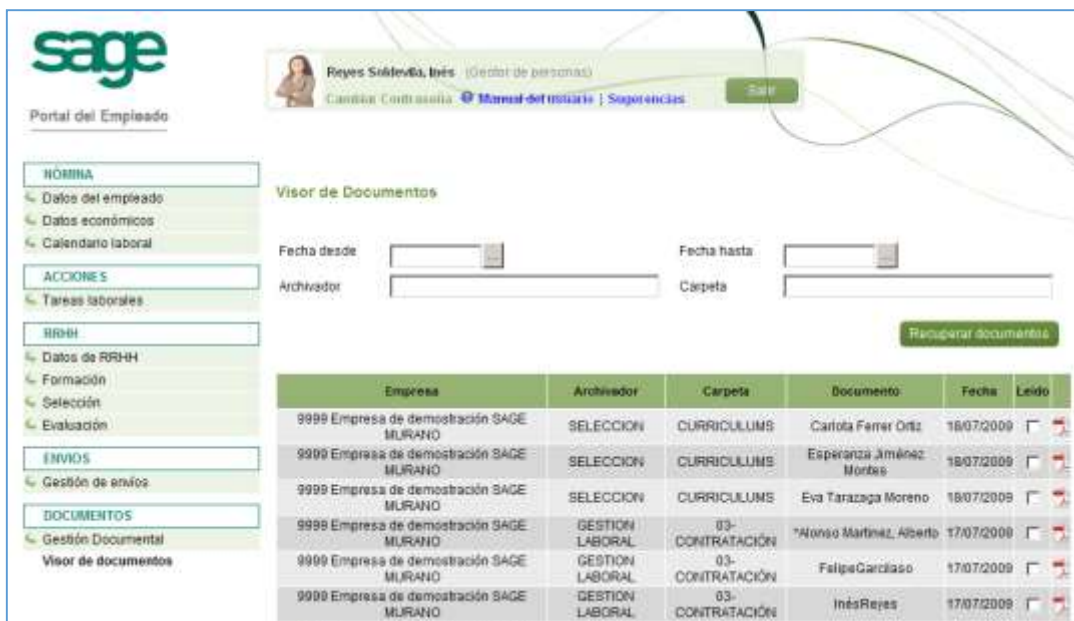 sage
Portal del Empleado
Reyes Soldevila, Inés (Gestor de personas)
Cambiar Contraseña Manual del usuario | Sugerencias
Salir
NÓMINA
Datos del empleado
Datos económicos
Calendario laboral
ACCIONES
Tareas laborales
RRHH
Datos de RRHH
Formación
Selección
Evaluación
ENVIOS
Gestión de envíos
DOCUMENTOS
Gestión Documental
Visor de documentos
Visor de Documentos
Fecha desde ... Fecha hasta ...
Archivador Carpeta
Recuperar documentos
Empresa Archivador Carpeta Documento Fecha Leido
9999 Empresa de demostración SAGE MURANO SELECCION CURRICULUMS Carlota Ferrer Ortiz 18/07/2009
9999 Empresa de demostración SAGE MURANO SELECCION CURRICULUMS Esperanza Jiménez Montes 18/07/2009
9999 Empresa de demostración SAGE MURANO SELECCION CURRICULUMS Eva Tarazaga Moreno 18/07/2009
9999 Empresa de demostración SAGE MURANO GESTION LABORAL 03-CONTRATACIÓN *Alonso Martínez, Alberto 17/07/2009
9999 Empresa de demostración SAGE MURANO GESTION LABORAL 03-CONTRATACIÓN FelipeGarcilaso 17/07/2009
9999 Empresa de demostración SAGE MURANO GESTION LABORAL 03-CONTRATACIÓN InésReyes 17/07/2009